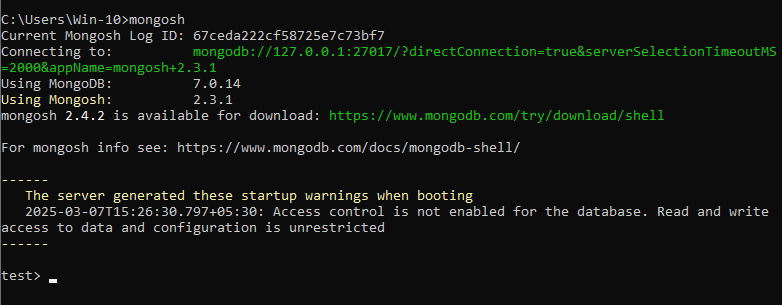 C:\Users\Win-10>mongosh
Current Mongosh Log ID: 67ceda222cf58725e7c73bf7
Connecting to:          mongodb://127.0.0.1:27017/?directConnection=true&serverSelectionTimeoutMS
=2000&appName=mongosh+2.3.1
Using MongoDB:          7.0.14
Using Mongosh:          2.3.1
mongosh 2.4.2 is available for download: https://www.mongodb.com/try/download/shell
For mongosh info see: https://www.mongodb.com/docs/mongodb-shell/
------
   The server generated these startup warnings when booting
   2025-03-07T15:26:30.797+05:30: Access control is not enabled for the database. Read and write
access to data and configuration is unrestricted
------
test>